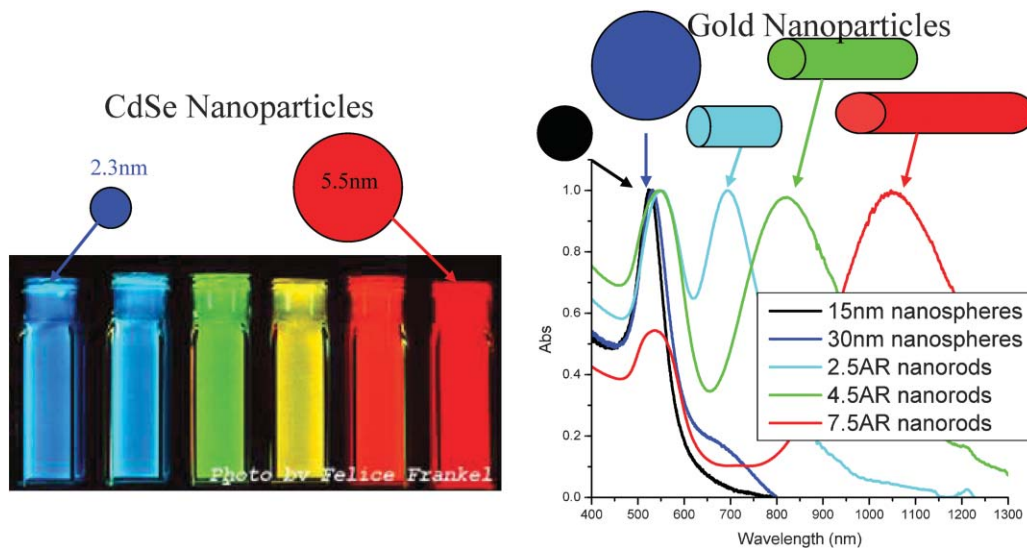 CdSe Nanoparticles
2.3nm
5.5nm
Photo by Felice Frankel
Gold Nanoparticles
Abs
1.0
0.8
0.6
0.4
0.2
0.0
400 500 600 700 800 900 1000 1100 1200 1300
Wavelength (nm)
15nm nanospheres
30nm nanospheres
2.5AR nanorods
4.5AR nanorods
7.5AR nanorods